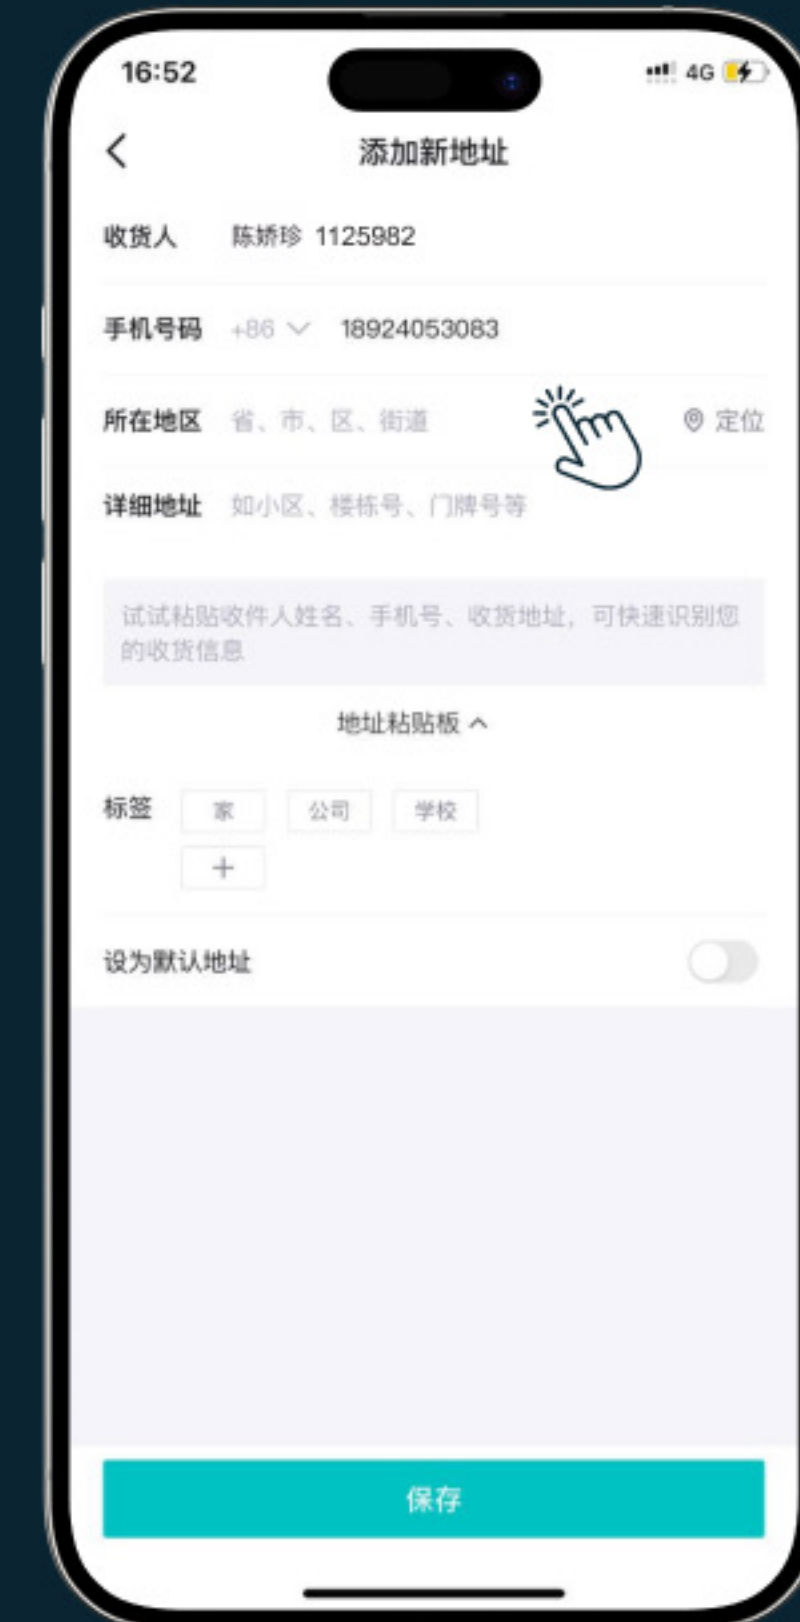 16:52 4G
添加新地址
收货人 陈娇珍 1125982
手机号码 +86 18924053083
所在地区 省、市、区、街道 定位
详细地址 如小区、楼栋号、门牌号等
试试粘贴收件人姓名、手机号、收货地址，可快速识别您
的收货信息
地址粘贴板
标签 家 公司 学校
+
设为默认地址
保存